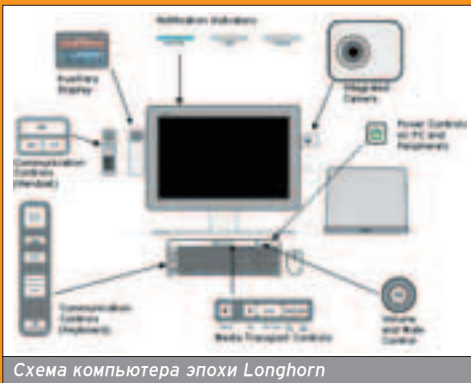 Notification Indicators
Auxiliary
Display
Integrated
Camera
Power Controls
All PC and
Peripherals
Communication
Controls
(Handset)
Communication
Controls
(Keyboard)
Media Transport Controls
Volume
and Mute
Control
Схема компьютера эпохи Longhorn